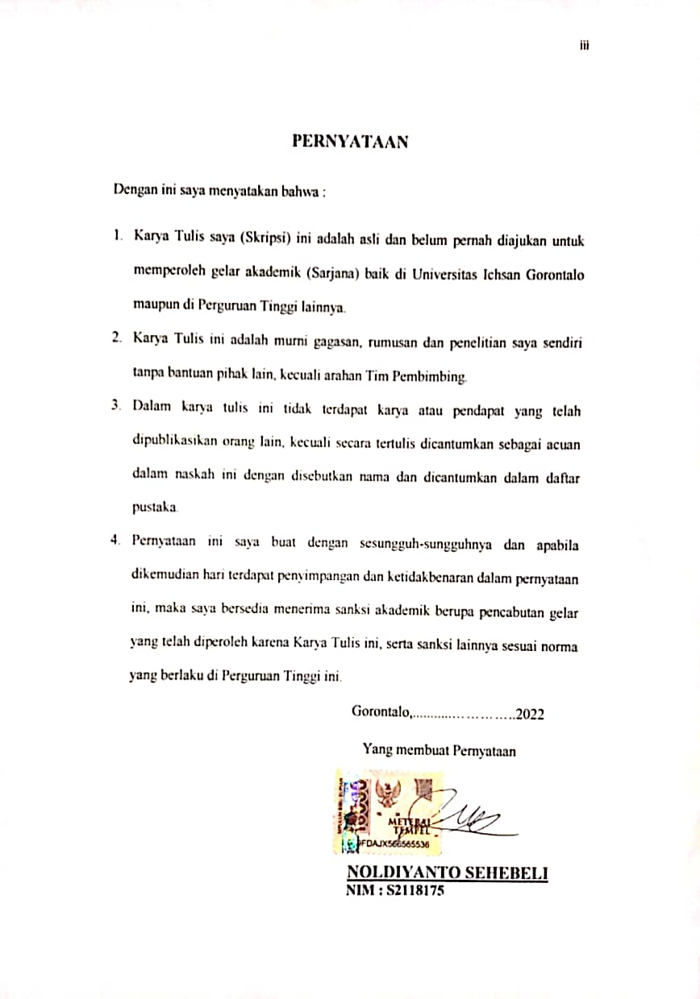 iii
PERNYATAAN
Dengan ini saya menyatakan bahwa :
1. Karya Tulis saya (Skripsi) ini adalah asli dan belum pernah diajukan untuk
memperoleh gelar akademik (Sarjana) baik di Universitas Ichsan Gorontalo
maupun di Perguruan Tinggi lainnya.
2. Karya Tulis ini adalah murni gagasan, rumusan dan penelitian saya sendiri
tanpa bantuan pihak lain, kecuali arahan Tim Pembimbing.
3. Dalam karya tulis ini tidak terdapat karya atau pendapat yang telah
dipublikasikan orang lain, kecuali secara tertulis dicantumkan sebagai acuan
dalam naskah ini dengan disebutkan nama dan dicantumkan dalam daftar
pustaka.
4. Pernyataan ini saya buat dengan sesungguh-sungguhnya dan apabila
dikemudian hari terdapat penyimpangan dan ketidakbenaran dalam pernyataan
ini, maka saya bersedia menerima sanksi akademik berupa pencabutan gelar
yang telah diperoleh karena Karya Tulis ini, serta sanksi lainnya sesuai norma
yang berlaku di Perguruan Tinggi ini.
Gorontalo,..............................2022
Yang membuat Pernyataan
10000
METERAI
TEMPEL
FDAJX566565536
NOLDIYANTO SEHEBELI
NIM : S2118175